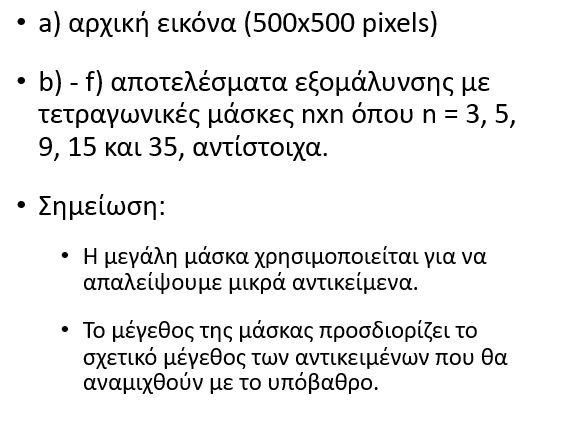 • a) αρχική εικόνα (500x500 pixels)
• b) - f) αποτελέσματα εξομάλυνσης με
τετραγωνικές μάσκες nxn όπου n = 3, 5,
9, 15 και 35, αντίστοιχα.
• Σημείωση:
• Η μεγάλη μάσκα χρησιμοποιείται για να
απαλείψουμε μικρά αντικείμενα.
• Το μέγεθος της μάσκας προσδιορίζει το
σχετικό μέγεθος των αντικειμένων που θα
αναμιχθούν με το υπόβαθρο.